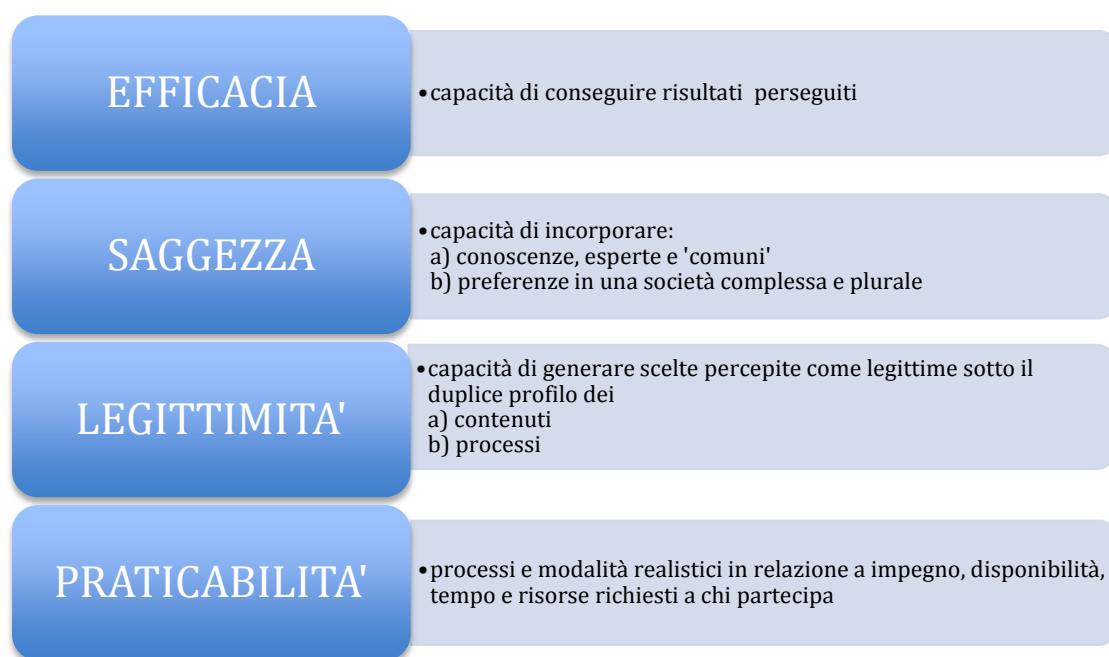 EFFICACIA
•capacità di conseguire risultati perseguiti
SAGGEZZA
•capacità di incorporare:
a) conoscenze, esperte e 'comuni'
b) preferenze in una società complessa e plurale
LEGITTIMITA'
•capacità di generare scelte percepite come legittime sotto il
duplice profilo dei
a) contenuti
b) processi
PRATICABILITA'
•processi e modalità realistici in relazione a impegno, disponibilità,
tempo e risorse richiesti a chi partecipa